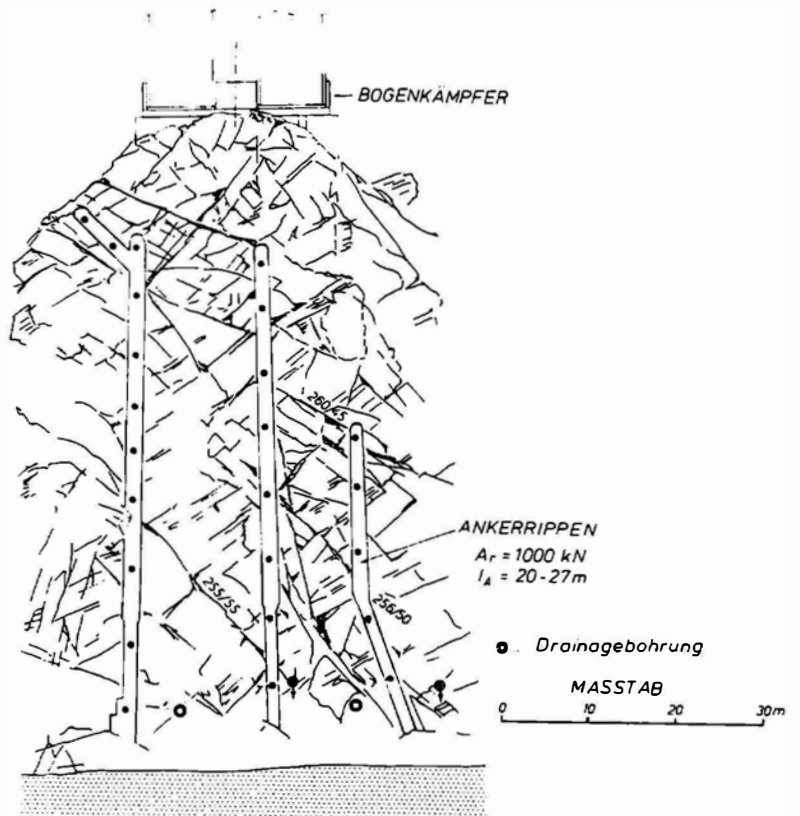 BOGENKÄMPFER
260/45
ANKERRIPPEN
Ar = 1000 kN
lA = 20 - 27m
255/55
256/50
Drainagebohrung
MASSTAB
0 10 20 30m